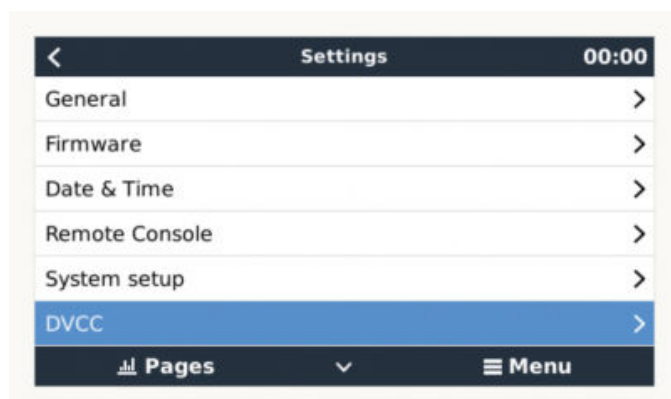 Settings 00:00
General
Firmware
Date & Time
Remote Console
System setup
DVCC
Pages Menu